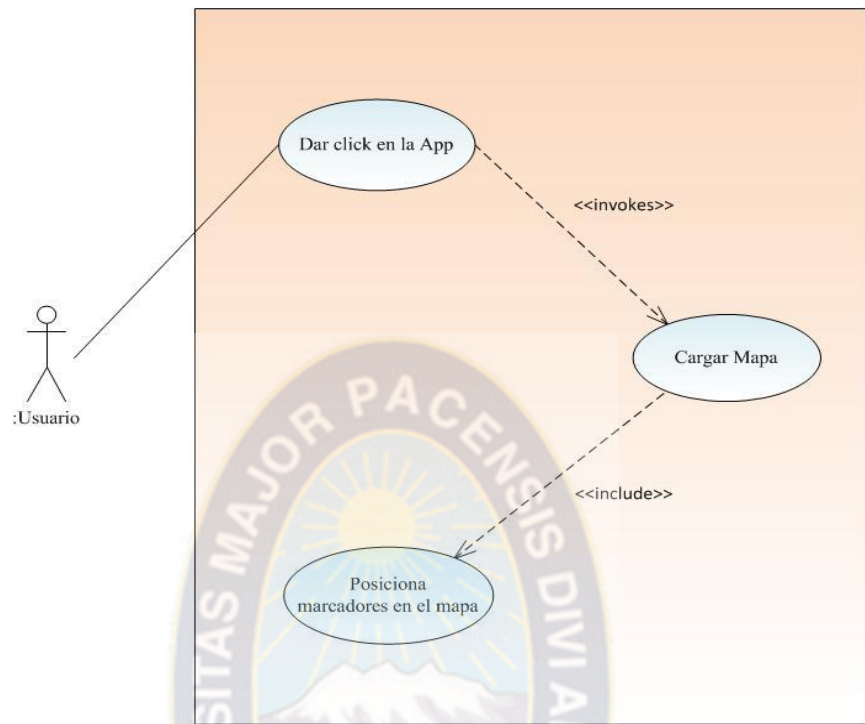 Dar click en la App
<<invokes>>
Cargar Mapa
:Usuario
<<include>>
Posiciona
marcadores en el mapa
SITAS MAJOR PACENSIS DIVI A